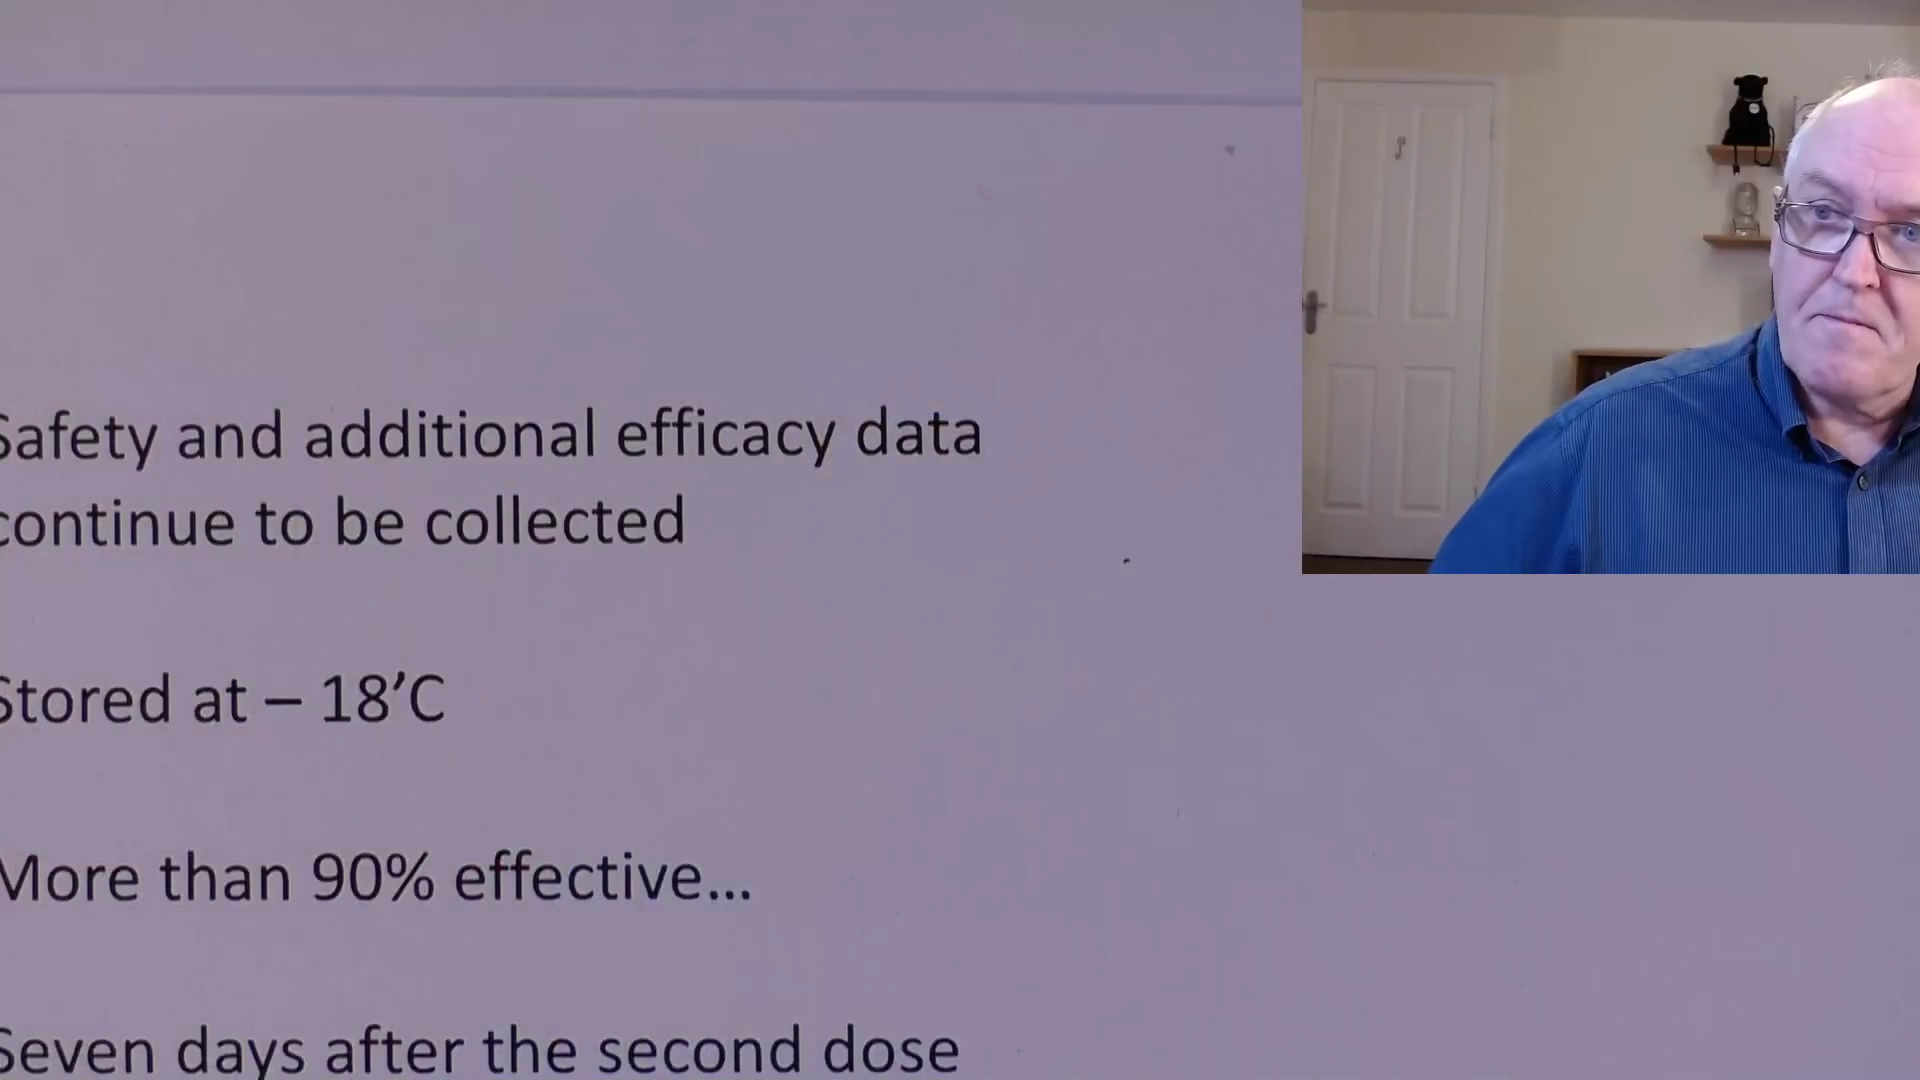 Safety and additional efficacy data
continue to be collected
Stored at – 18’C
More than 90% effective...
Seven days after the second dose